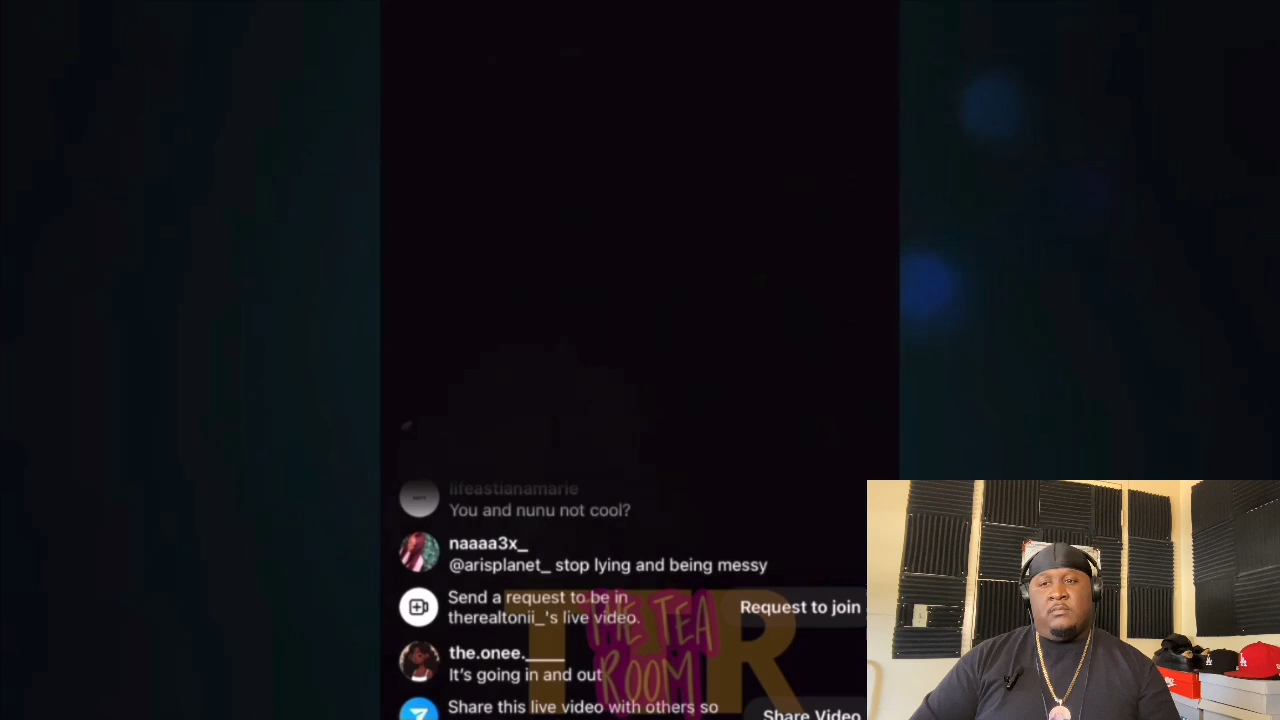 lifeastianamarie
You and nunu not cool?
naaaa3x_
@arisplanet_ stop lying and being messy
Send a request to be in
therealtonii_'s live video.
Request to join
THE TEA
ROOM
the.onee.____
It's going in and out
Share this live video with others so
Share Video